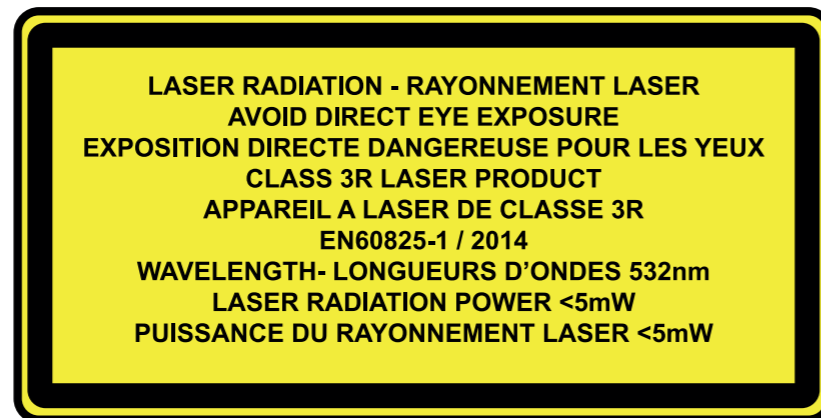 LASER RADIATION - RAYONNEMENT LASER
AVOID DIRECT EYE EXPOSURE
EXPOSITION DIRECTE DANGEREUSE POUR LES YEUX
CLASS 3R LASER PRODUCT
APPAREIL A LASER DE CLASSE 3R
EN60825-1 / 2014
WAVELENGTH- LONGUEURS D’ONDES 532nm
LASER RADIATION POWER <5mW
PUISSANCE DU RAYONNEMENT LASER <5mW